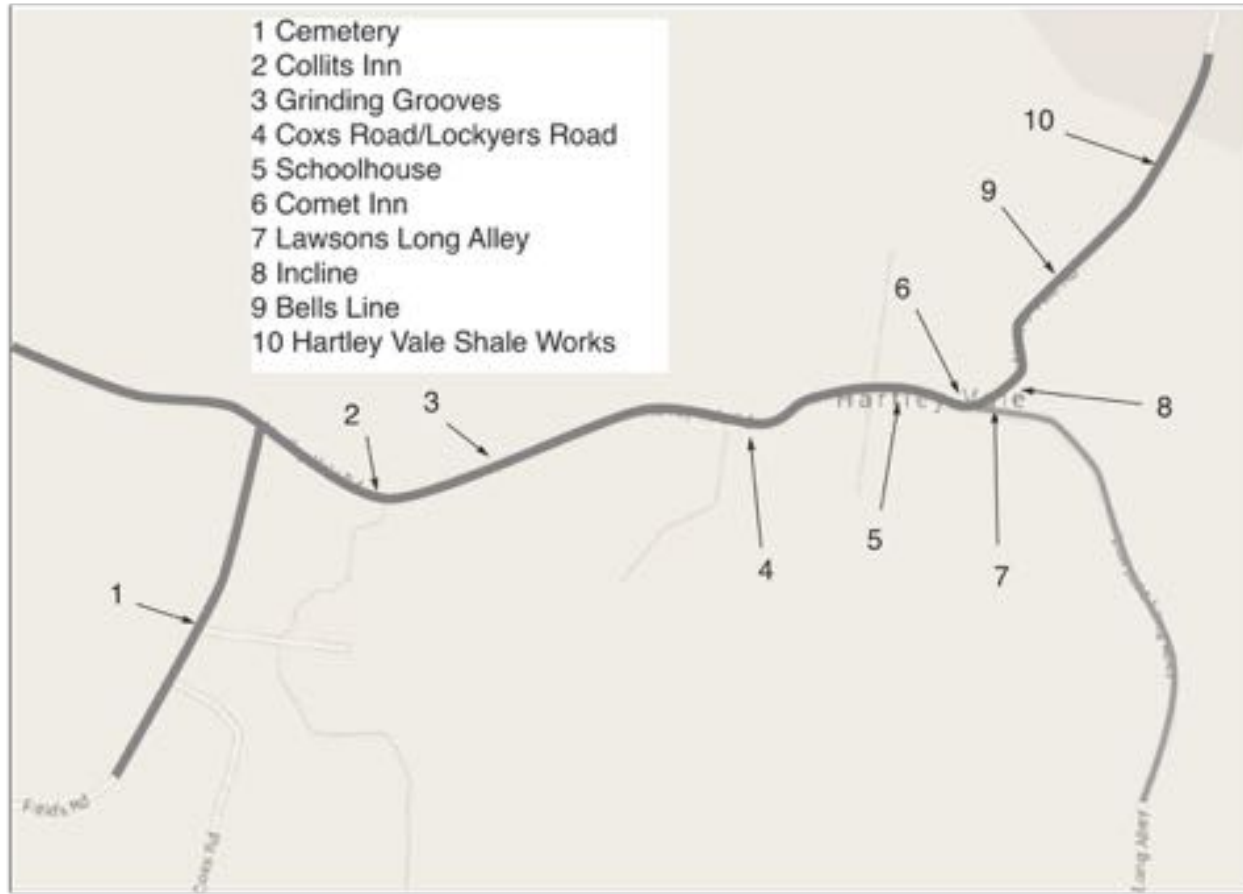 1 Cemetery
2 Collits Inn
3 Grinding Grooves
4 Coxs Road/Lockyers Road
5 Schoolhouse
6 Comet Inn
7 Lawsons Long Alley
8 Incline
9 Bells Line
10 Hartley Vale Shale Works
10
9
6
3
2
Hartley Vale
8
5
4
7
1
Fields Rd
Coxs Rd
Long Alley